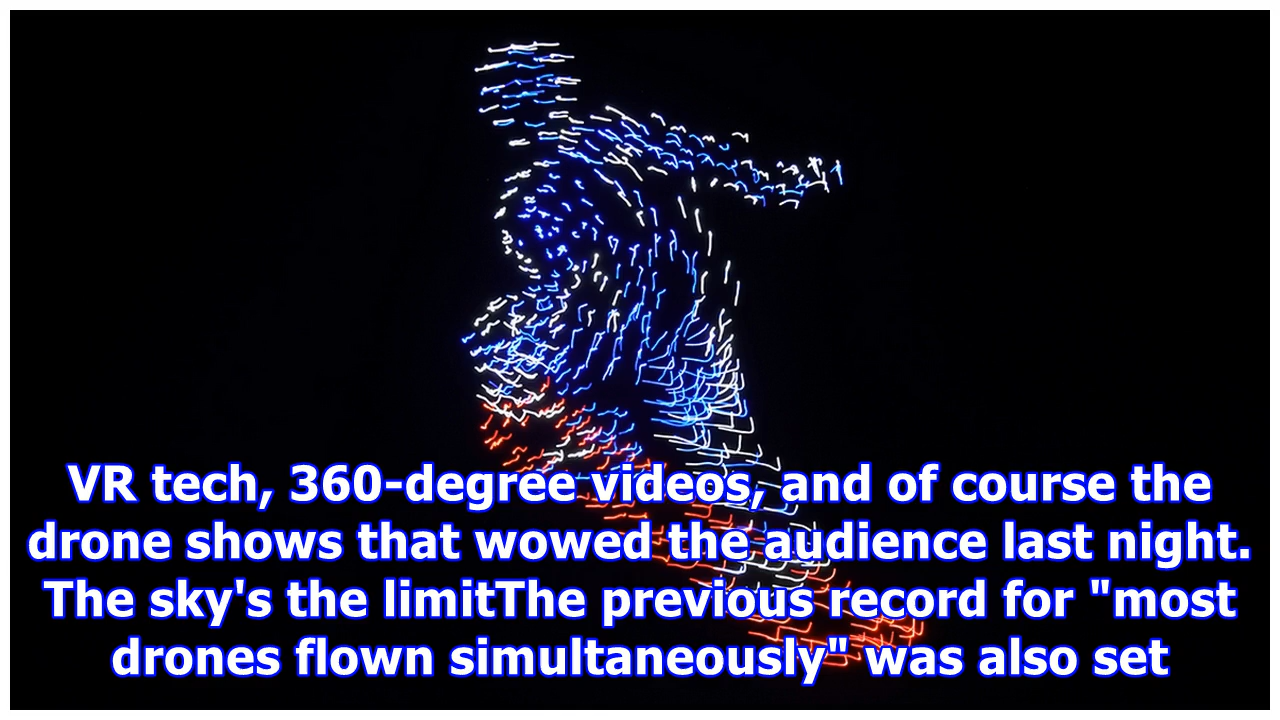 VR tech, 360-degree videos, and of course the
drone shows that wowed the audience last night.
The sky's the limitThe previous record for "most
drones flown simultaneously" was also set